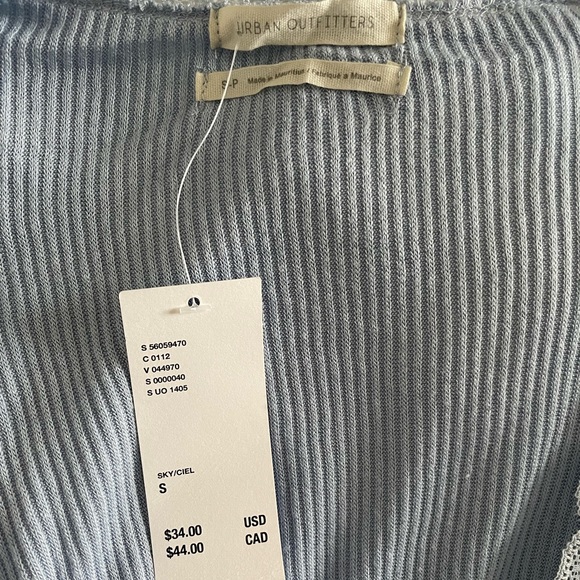 URBAN OUTFITTERS
S-P Made in Mauritius / Fabriqué à Maurice
S 56059470
C 0112
V 044970
S 0000040
S UO 1405
SKY/CIEL
S
$34.00 USD
$44.00 CAD